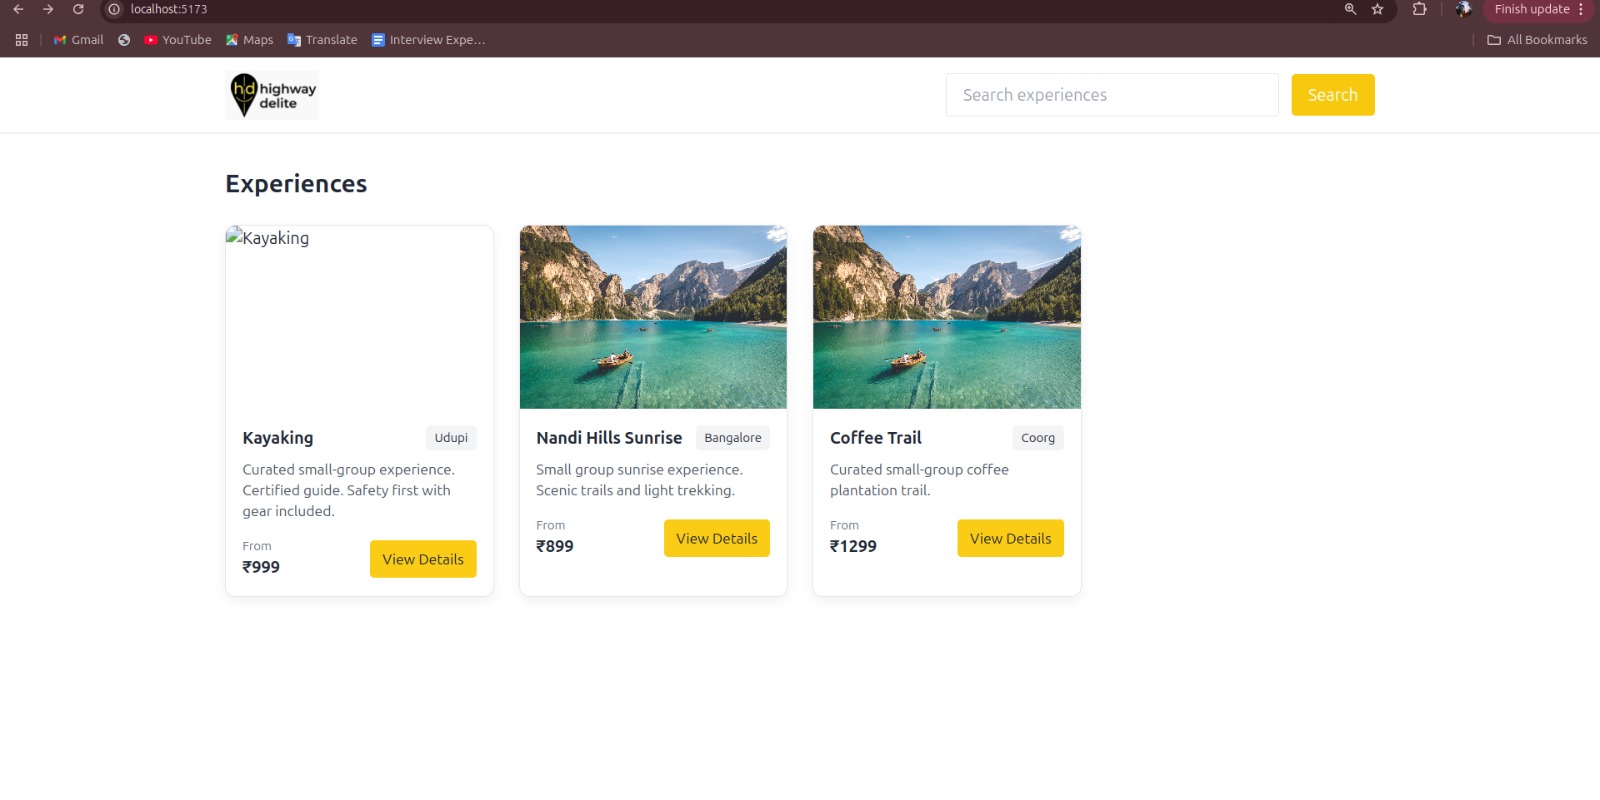 localhost:5173
Finish update
Gmail
YouTube
Maps
Translate
Interview Expe...
All Bookmarks
hd highway
delite
Search experiences
Search
Experiences
Kayaking
Kayaking
Udupi
Curated small-group experience.
Certified guide. Safety first with
gear included.
From
₹999
View Details
Nandi Hills Sunrise
Bangalore
Small group sunrise experience.
Scenic trails and light trekking.
From
₹899
View Details
Coffee Trail
Coorg
Curated small-group coffee
plantation trail.
From
₹1299
View Details